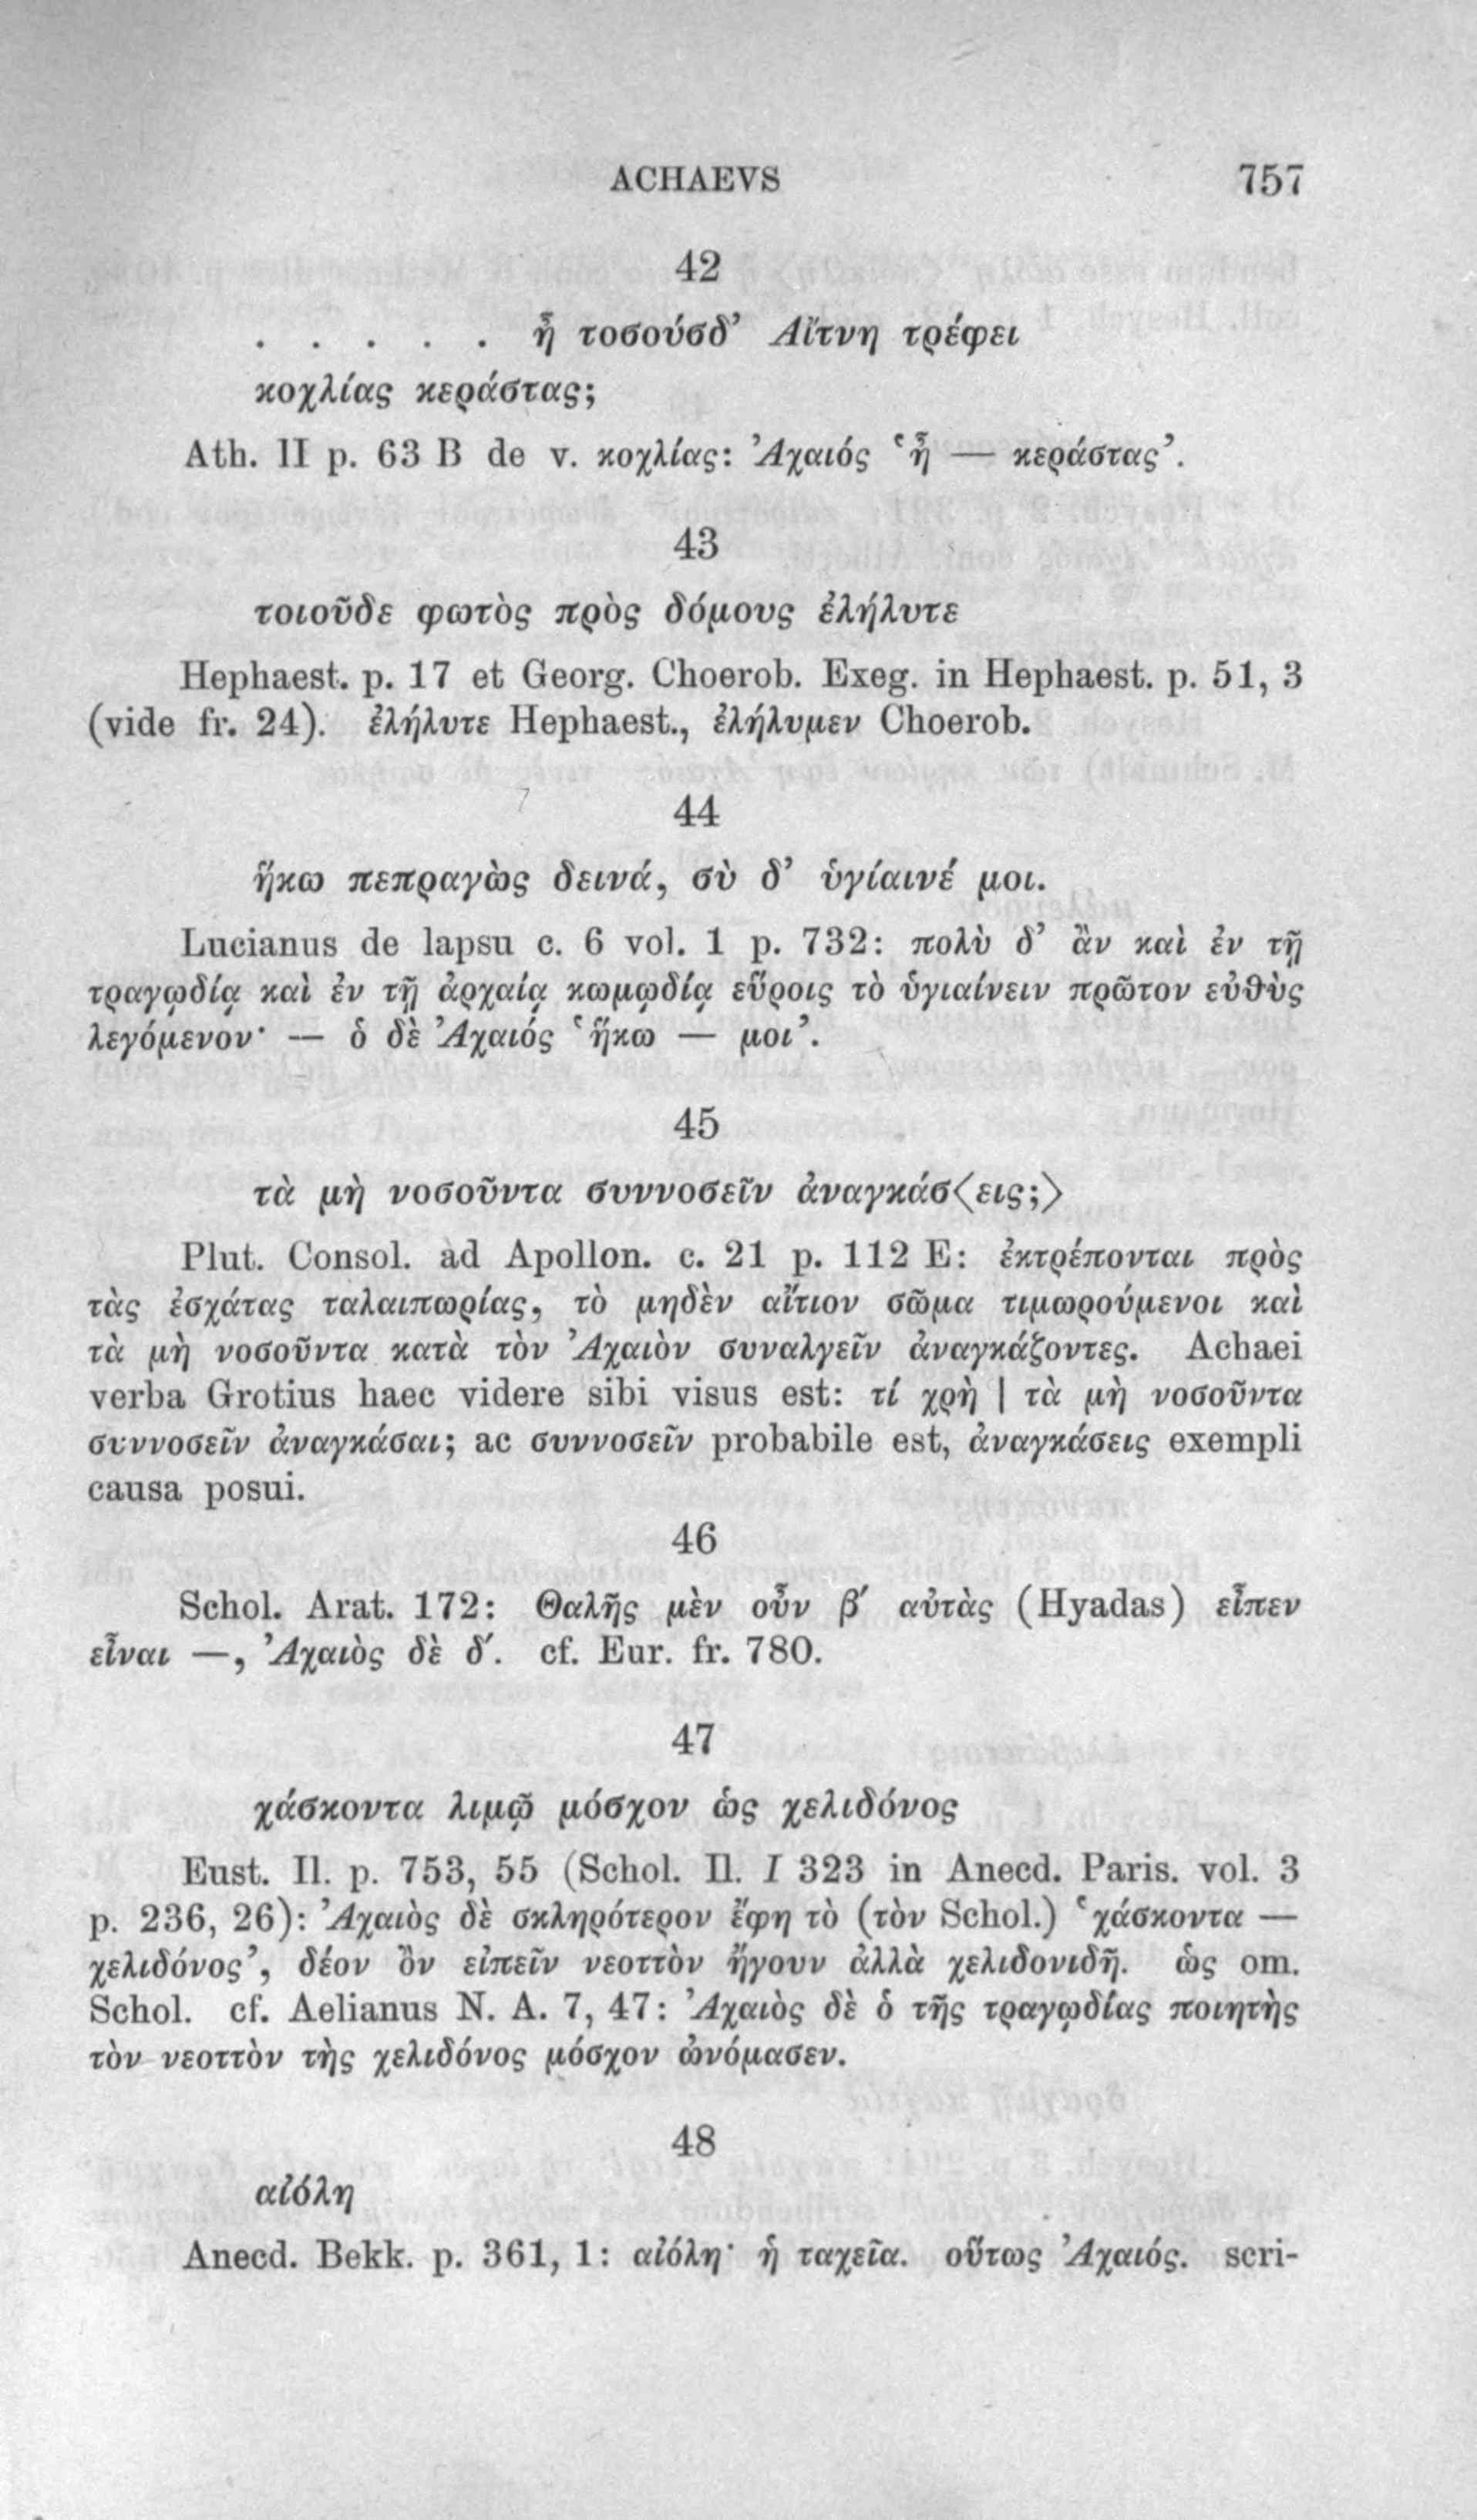 ACHAEVS 757
42
. . . . . ἦ τοσούσδ’ Αἴτνη τρέφει
κοχλίας κεράστας;
Ath. II p. 63 B de v. κοχλίας: Ἀχαιός ‘ἦ — κεράστας’.
43
τοιοῦδε φωτὸς πρὸς δόμους ἐλήλυτε
Hephaest. p. 17 et Georg. Choerob. Exeg. in Hephaest. p. 51, 3
(vide fr. 24). ἐλήλυτε Hephaest., ἐλήλυμεν Choerob.
44
ἥκω πεπραγὼς δεινά, σὺ δ’ ὑγίαινέ μοι.
Lucianus de lapsu c. 6 vol. 1 p. 732: πολὺ δ’ ἂν καὶ ἐν τῇ
τραγῳδίᾳ καὶ ἐν τῇ ἀρχαίᾳ κωμῳδίᾳ εὕροις τὸ ὑγιαίνειν πρῶτον εὐθὺς
λεγόμενον· — ὁ δὲ Ἀχαιός ‘ἥκω — μοι’.
45
τὰ μὴ νοσοῦντα συννοσεῖν ἀναγκάσ⟨εις;⟩
Plut. Consol. ad Apollon. c. 21 p. 112 E: ἐκτρέπονται πρὸς
τὰς ἐσχάτας ταλαιπωρίας, τὸ μηδὲν αἴτιον σῶμα τιμωρούμενοι καὶ
τὰ μὴ νοσοῦντα κατὰ τὸν Ἀχαιὸν συναλγεῖν ἀναγκάζοντες. Achaei
verba Grotius haec videre sibi visus est: τί χρὴ | τὰ μὴ νοσοῦντα
συννοσεῖν ἀναγκάσαι; ac συννοσεῖν probabile est, ἀναγκάσεις exempli
causa posui.
46
Schol. Arat. 172: Θαλῆς μὲν οὖν β′ αὐτὰς (Hyadas) εἶπεν
εἶναι —, Ἀχαιὸς δὲ δ′. cf. Eur. fr. 780.
47
χάσκοντα λιμῷ μόσχον ὡς χελιδόνος
Eust. Il. p. 753, 55 (Schol. Il. I 323 in Anecd. Paris. vol. 3
p. 236, 26): Ἀχαιὸς δὲ σκληρότερον ἔφη τὸ (τὸν Schol.) ‘χάσκοντα —
χελιδόνος’, δέον ὂν εἰπεῖν νεοττὸν ἤγουν ἀλλὰ χελιδονιδῆ. ὡς om.
Schol. cf. Aelianus N. A. 7, 47: Ἀχαιὸς δὲ ὁ τῆς τραγῳδίας ποιητὴς
τὸν νεοττὸν τὴς χελιδόνος μόσχον ὠνόμασεν.
48
αἰόλη
Anecd. Bekk. p. 361, 1: αἰόλη· ἡ ταχεῖα. οὕτως Ἀχαιός. scri-